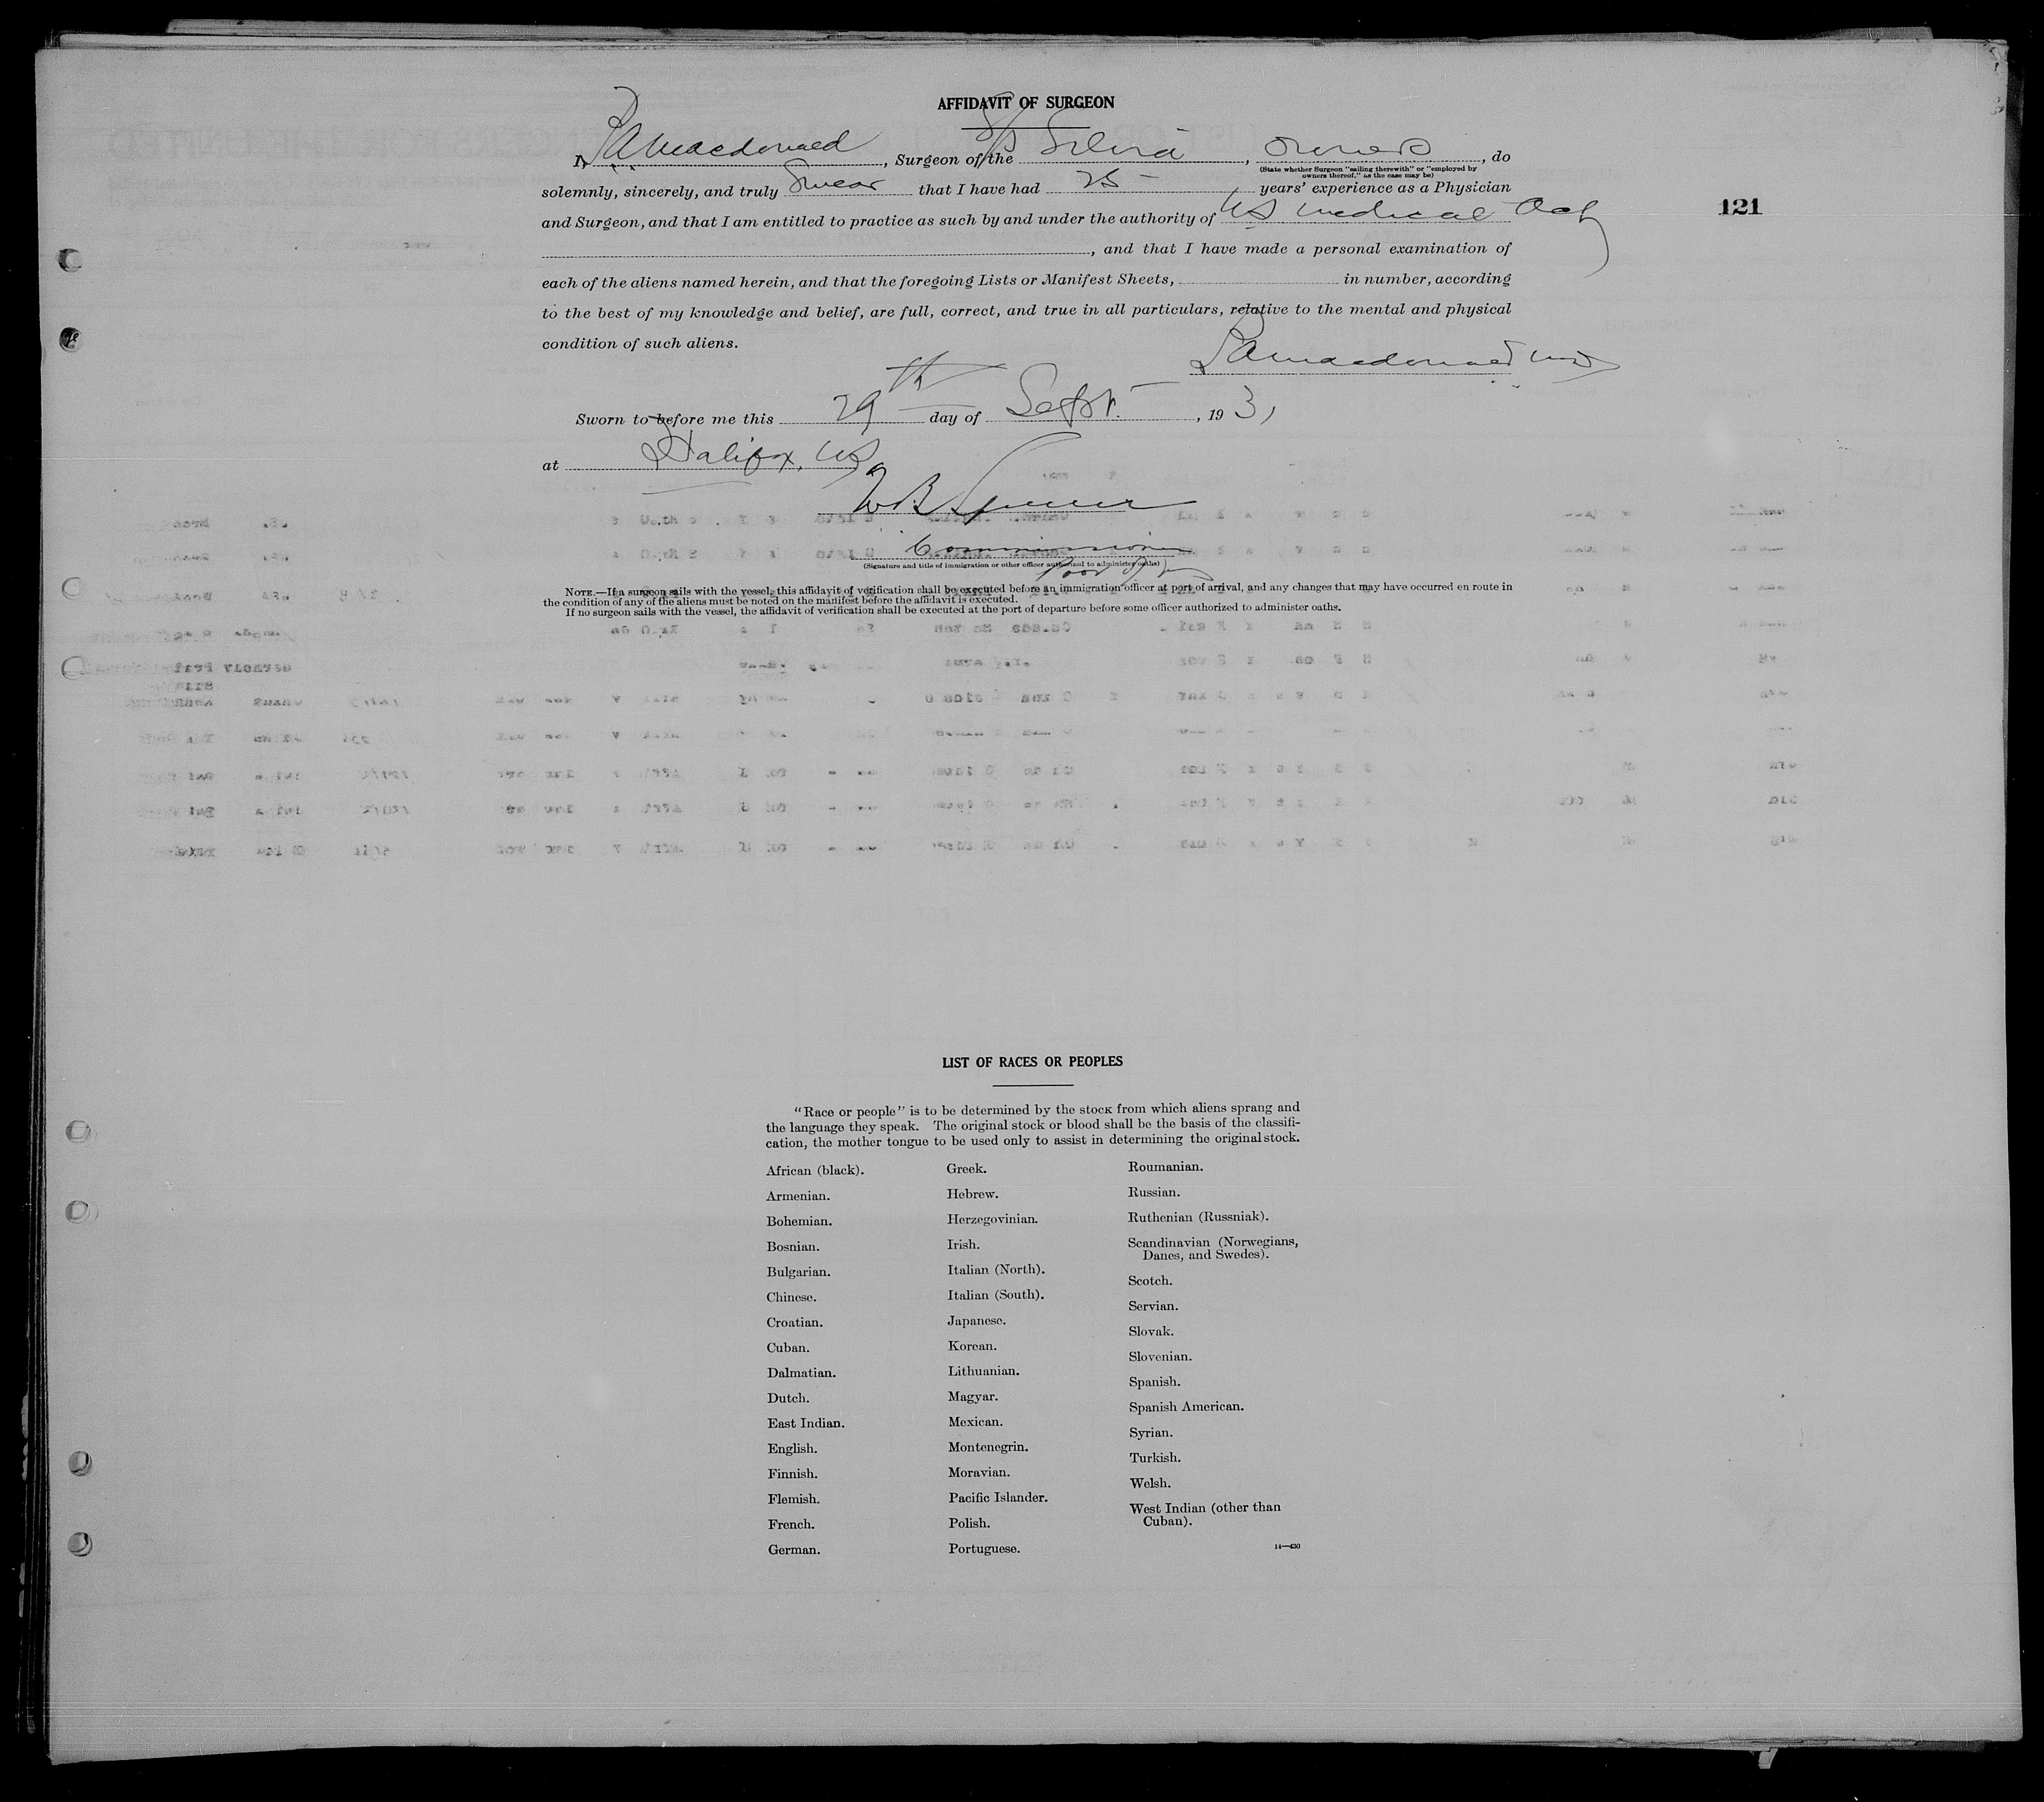 AFFIDAVIT OF SURGEON
I, PAMacdonald, Surgeon of the S/S Silvia, owners, do
(State whether Surgeon "sailing therewith" or "employed by
owners thereof," as the case may be)
solemnly, sincerely, and truly Swear that I have had 25 years' experience as a Physician
and Surgeon, and that I am entitled to practice as such by and under the authority of NS Medical Act
121
, and that I have made a personal examination of
each of the aliens named herein, and that the foregoing Lists or Manifest Sheets, in number, according
to the best of my knowledge and belief, are full, correct, and true in all particulars, relative to the mental and physical
condition of such aliens.
PAMacdonald MD
Sworn to before me this 29th day of Sept., 1931
at Halifax, NS
W B
Commissioner
(Signature and title of immigration or other officer authorized to administer oaths)
NOTE.—If a surgeon sails with the vessel, this affidavit of verification shall be executed before an immigration officer at port of arrival, and any changes that may have occurred en route in
the condition of any of the aliens must be noted on the manifest before the affidavit is executed.
If no surgeon sails with the vessel, the affidavit of verification shall be executed at the port of departure before some officer authorized to administer oaths.
LIST OF RACES OR PEOPLES
"Race or people" is to be determined by the stock from which aliens sprang and
the language they speak. The original stock or blood shall be the basis of the classifi-
cation, the mother tongue to be used only to assist in determining the original stock.
African (black).
Armenian.
Bohemian.
Bosnian.
Bulgarian.
Chinese.
Croatian.
Cuban.
Dalmatian.
Dutch.
East Indian.
English.
Finnish.
Flemish.
French.
German.
Greek.
Hebrew.
Herzegovinian.
Irish.
Italian (North).
Italian (South).
Japanese.
Korean.
Lithuanian.
Magyar.
Mexican.
Montenegrin.
Moravian.
Pacific Islander.
Polish.
Portuguese.
Roumanian.
Russian.
Ruthenian (Russniak).
Scandinavian (Norwegians,
Danes, and Swedes).
Scotch.
Servian.
Slovak.
Slovenian.
Spanish.
Spanish American.
Syrian.
Turkish.
Welsh.
West Indian (other than
Cuban).
14—430